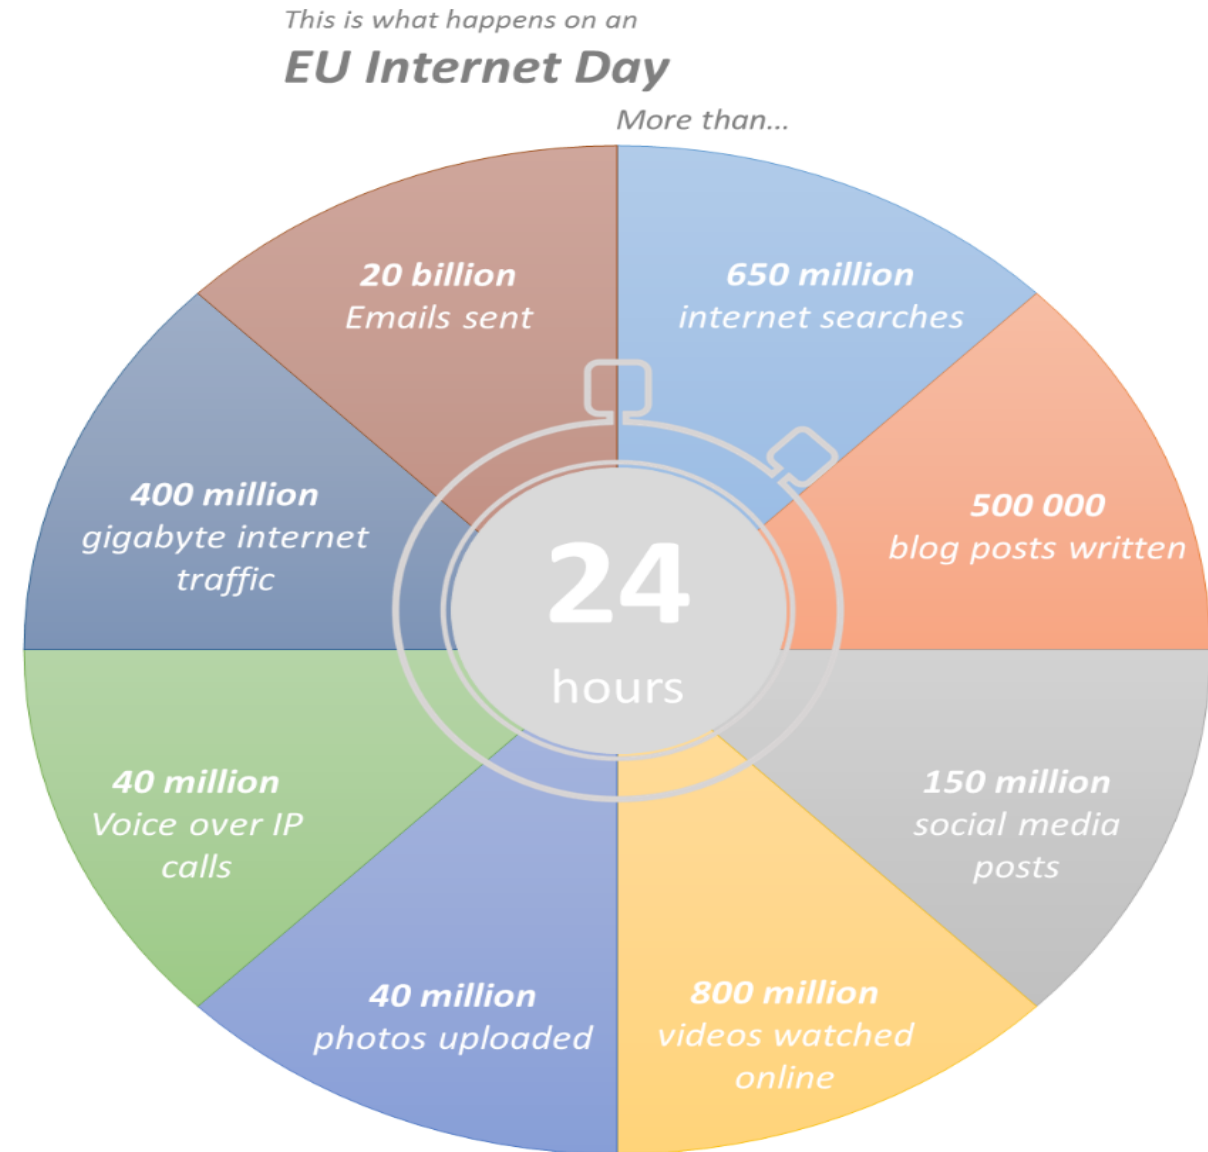 This is what happens on an
EU Internet Day
More than...
20 billion
Emails sent
650 million
internet searches
400 million
gigabyte internet
traffic
500 000
blog posts written
24
hours
40 million
Voice over IP
calls
150 million
social media
posts
40 million
photos uploaded
800 million
videos watched
online